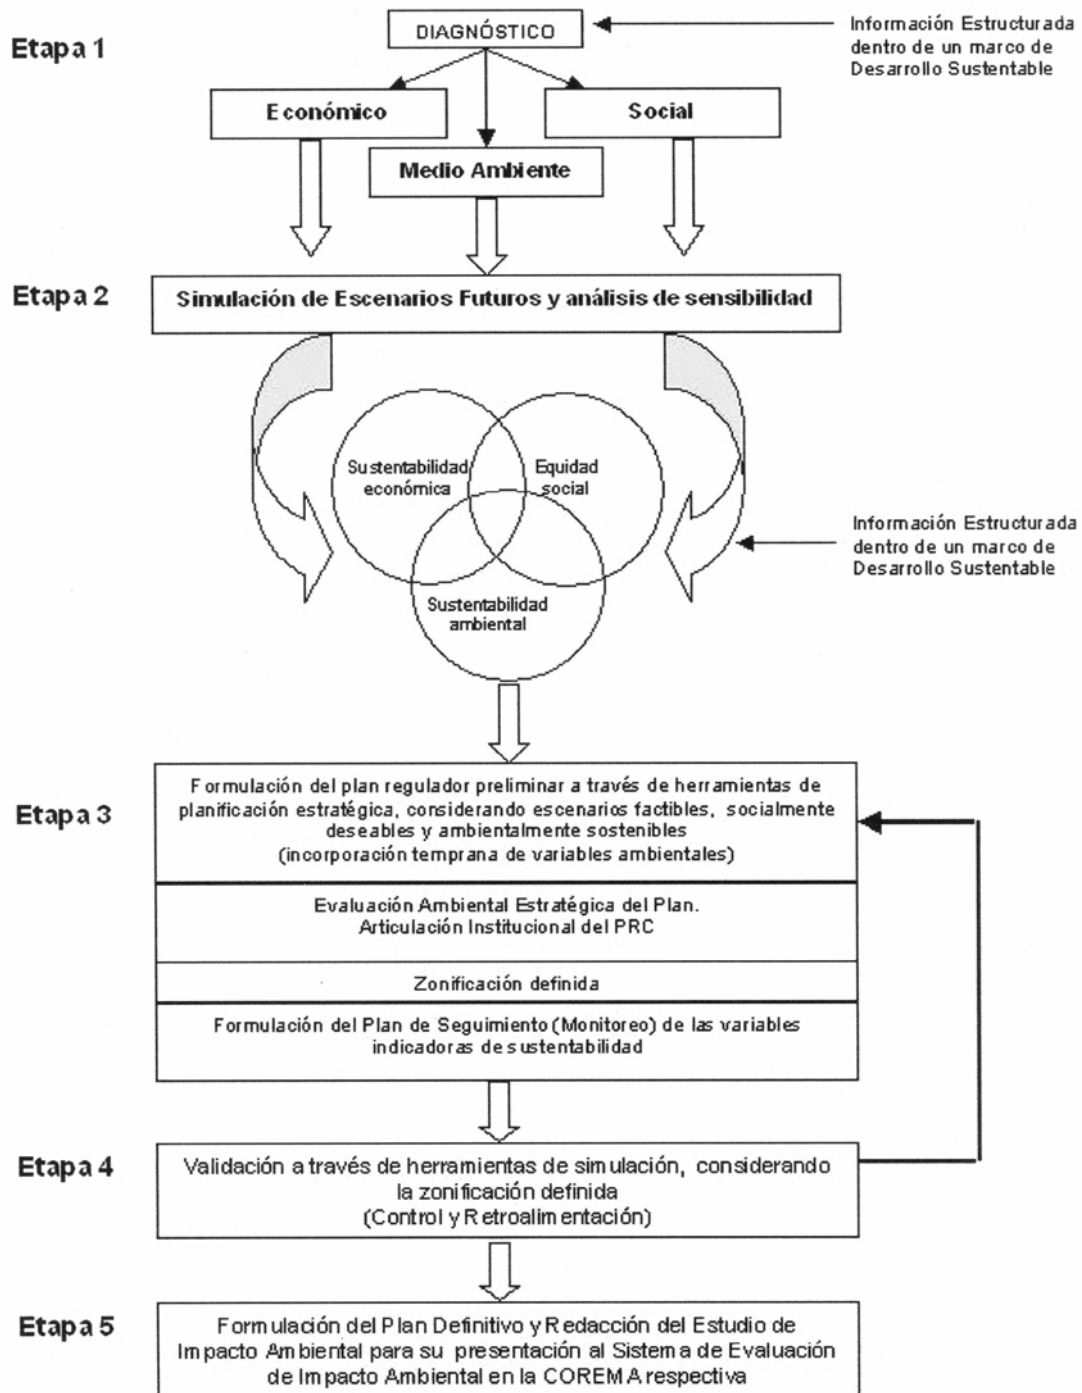 Etapa 1
DIAGNÓSTICO
Información Estructurada
dentro de un marco de
Desarrollo Sustentable
Económico
Social
Medio Ambiente
Etapa 2
Simulación de Escenarios Futuros y análisis de sensibilidad
Sustentabilidad
económica
Equidad
social
Sustentabilidad
ambiental
Información Estructurada
dentro de un marco de
Desarrollo Sustentable
Etapa 3
Formulación del plan regulador preliminar a través de herramientas de
planificación estratégica, considerando escenarios factibles, socialmente
deseables y ambientalmente sostenibles
(incorporación temprana de variables ambientales)
Evaluación Ambiental Estratégica del Plan.
Articulación Institucional del PRC
Zonificación definida
Formulación del Plan de Seguimiento (Monitoreo) de las variables
indicadoras de sustentabilidad
Etapa 4
Validación a través de herramientas de simulación, considerando
la zonificación definida
(Control y Retroalimentación)
Etapa 5
Formulación del Plan Definitivo y Redacción del Estudio de
Impacto Ambiental para su presentación al Sistema de Evaluación
de Impacto Ambiental en la COREMA respectiva